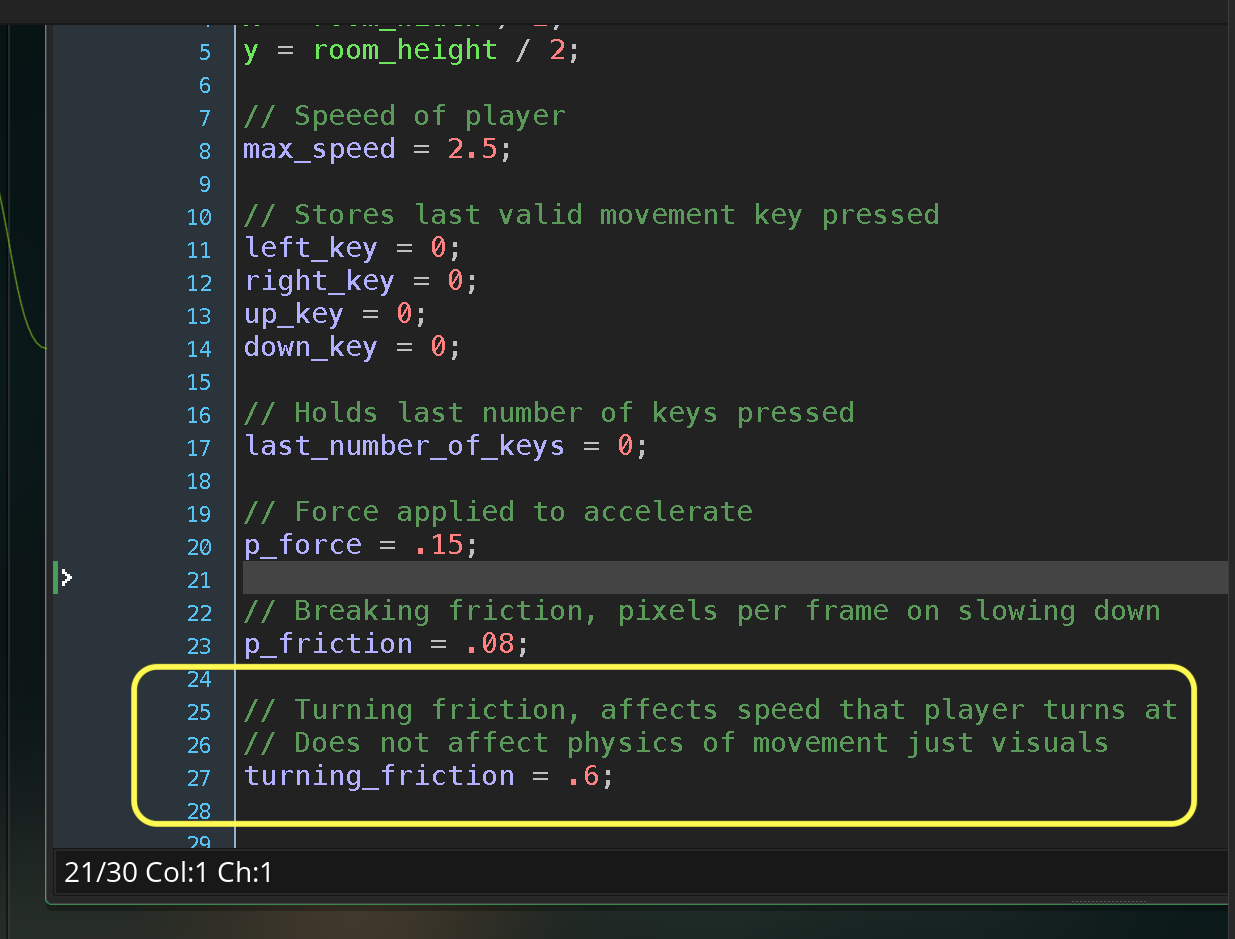 5 y = room_height / 2;
6
7 // Speeed of player
8 max_speed = 2.5;
9
10 // Stores last valid movement key pressed
11 left_key = 0;
12 right_key = 0;
13 up_key = 0;
14 down_key = 0;
15
16 // Holds last number of keys pressed
17 last_number_of_keys = 0;
18
19 // Force applied to accelerate
20 p_force = .15;
21
22 // Breaking friction, pixels per frame on slowing down
23 p_friction = .08;
24
25 // Turning friction, affects speed that player turns at
26 // Does not affect physics of movement just visuals
27 turning_friction = .6;
28
29
21/30 Col:1 Ch:1